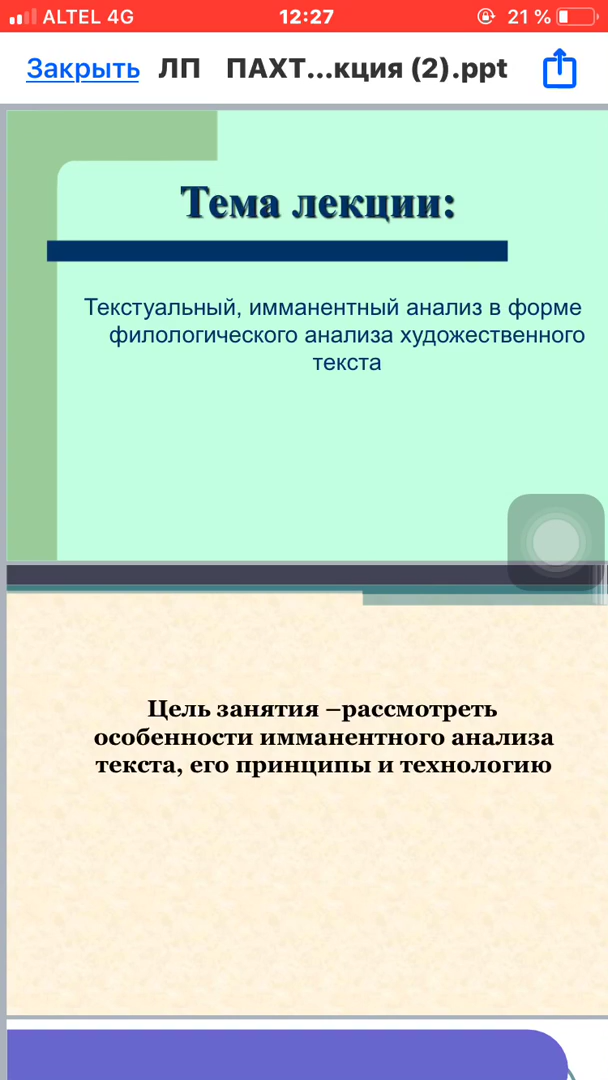 ALTEL 4G 12:27 21 %
Закрыть ЛП ПАХТ...кция (2).ppt
Тема лекции:
Текстуальный, имманентный анализ в форме
филологического анализа художественного
текста
Цель занятия –рассмотреть
особенности имманентного анализа
текста, его принципы и технологию